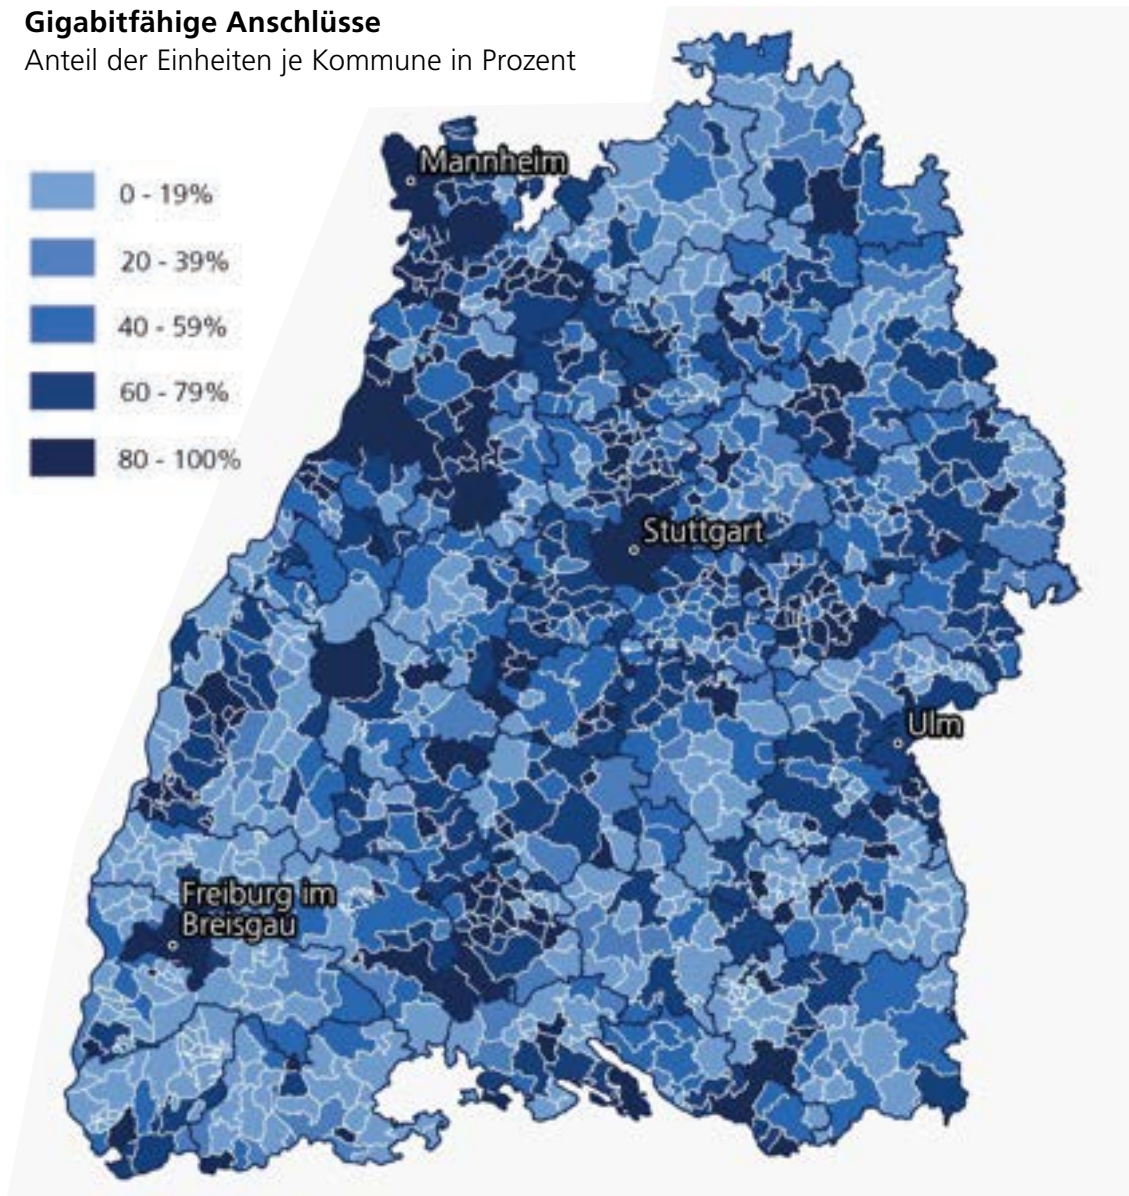 Gigabitfähige Anschlüsse
Anteil der Einheiten je Kommune in Prozent
0 - 19%
20 - 39%
40 - 59%
60 - 79%
80 - 100%
Mannheim
Stuttgart
Ulm
Freiburg im
Breisgau